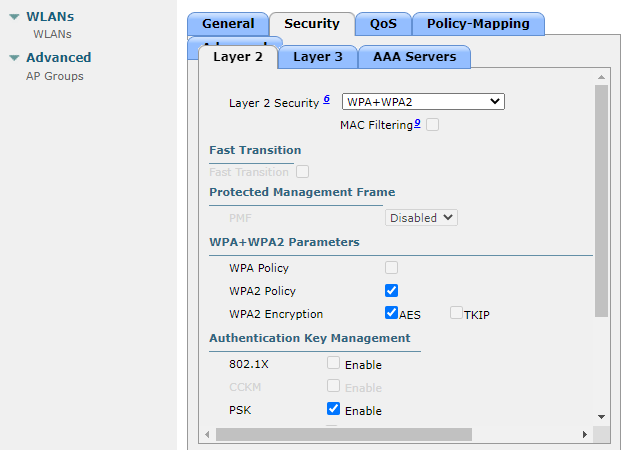 WLANs
WLANs
Advanced
AP Groups
General Security QoS Policy-Mapping
Advanced
Layer 2 Layer 3 AAA Servers
Layer 2 Security 6 WPA+WPA2
MAC Filtering9
Fast Transition
Fast Transition
Protected Management Frame
PMF Disabled
WPA+WPA2 Parameters
WPA Policy
WPA2 Policy
WPA2 Encryption AES TKIP
Authentication Key Management
802.1X Enable
CCKM Enable
PSK Enable